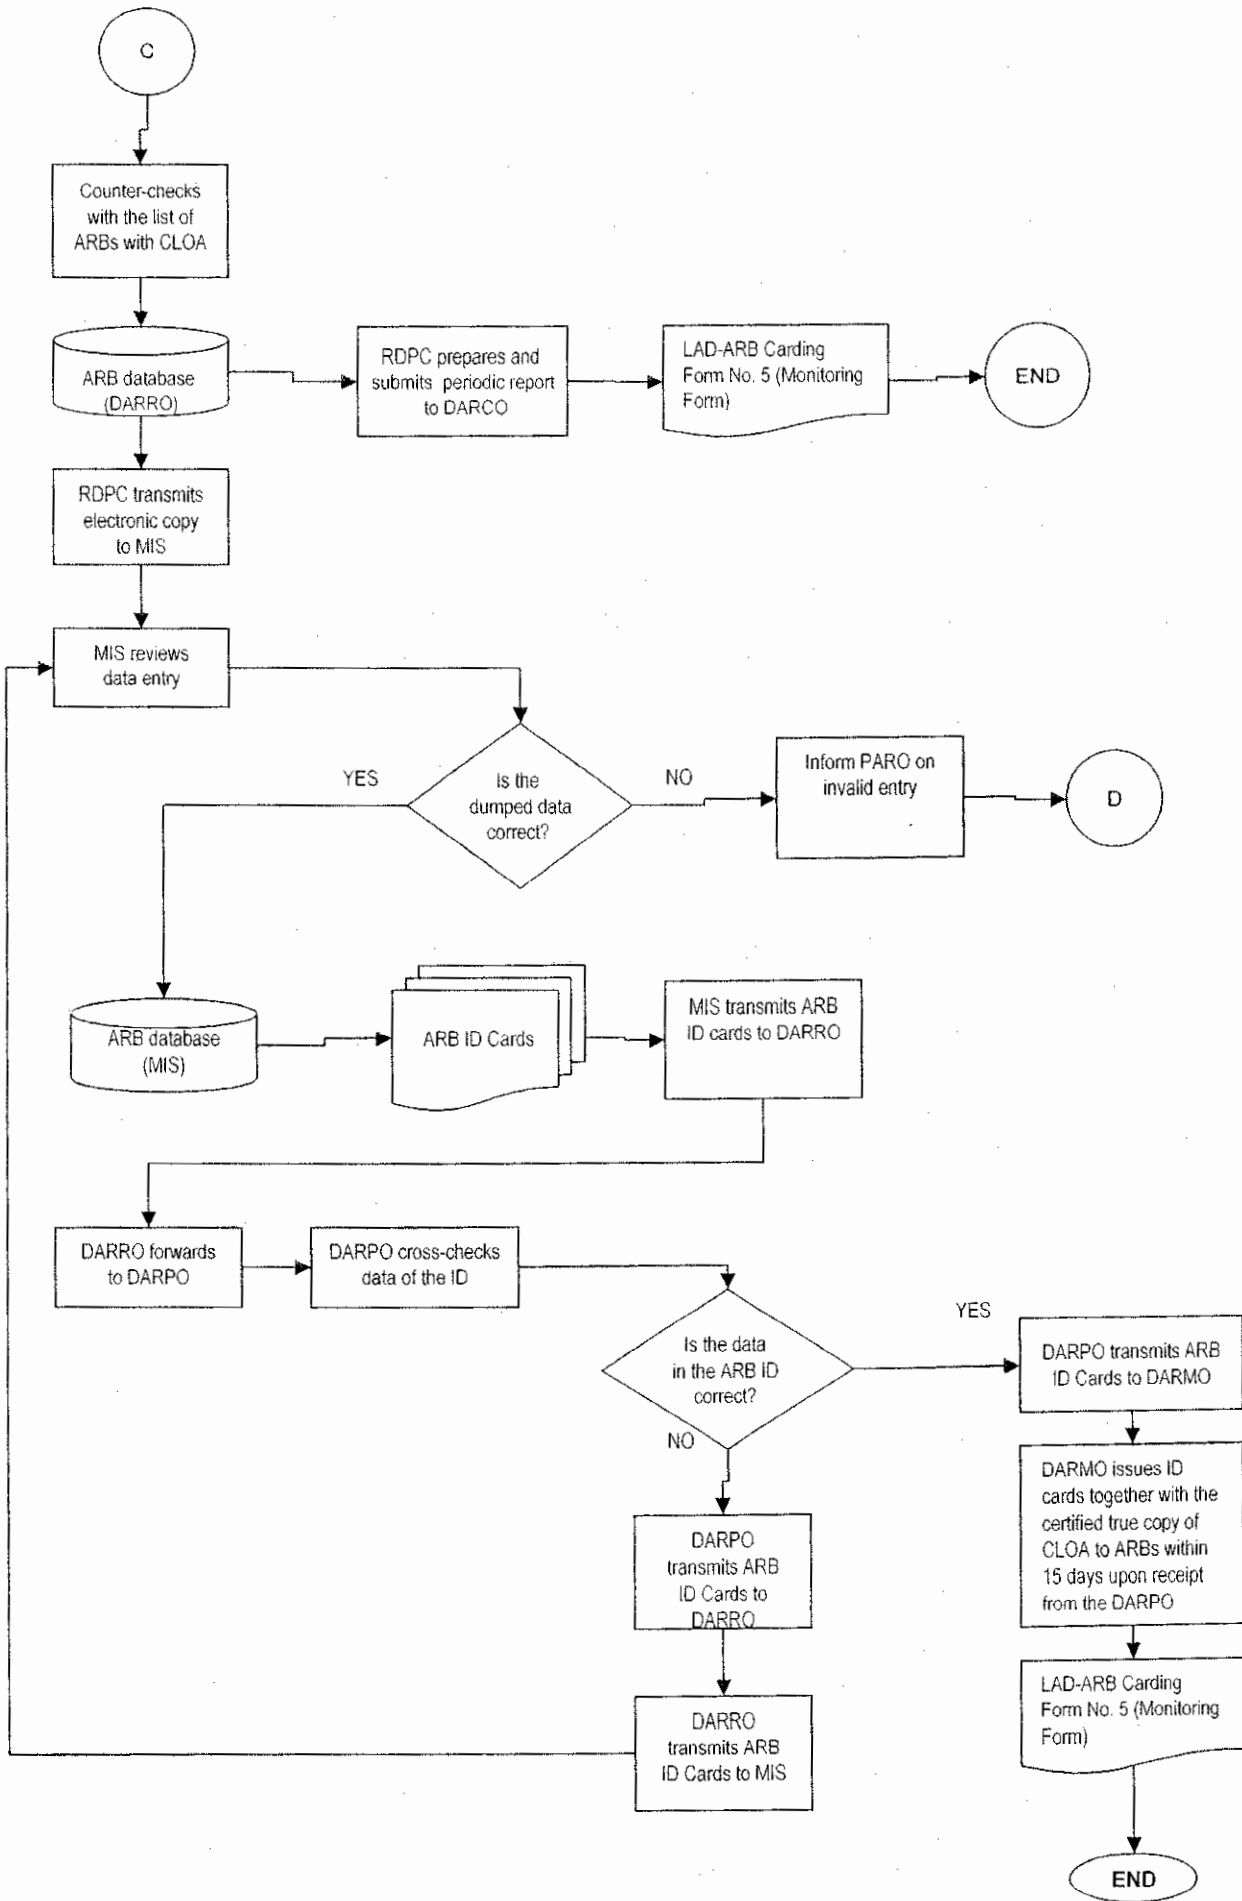 C
Counter-checks
with the list of
ARBs with CLOA
ARB database
(DARRO)
RDPC prepares and
submits periodic report
to DARCO
LAD-ARB Carding
Form No. 5 (Monitoring
Form)
END
RDPC transmits
electronic copy
to MIS
MIS reviews
data entry
Is the
dumped data
correct?
YES
NO
Inform PARO on
invalid entry
D
ARB database
(MIS)
ARB ID Cards
MIS transmits ARB
ID cards to DARRO
DARRO forwards
to DARPO
DARPO cross-checks
data of the ID
Is the data
in the ARB ID
correct?
YES
NO
DARPO transmits ARB
ID Cards to DARMO
DARMO issues ID
cards together with the
certified true copy of
CLOA to ARBs within
15 days upon receipt
from the DARPO
DARPO
transmits ARB
ID Cards to
DARRO
LAD-ARB Carding
Form No. 5 (Monitoring
Form)
DARRO
transmits ARB
ID Cards to MIS
END